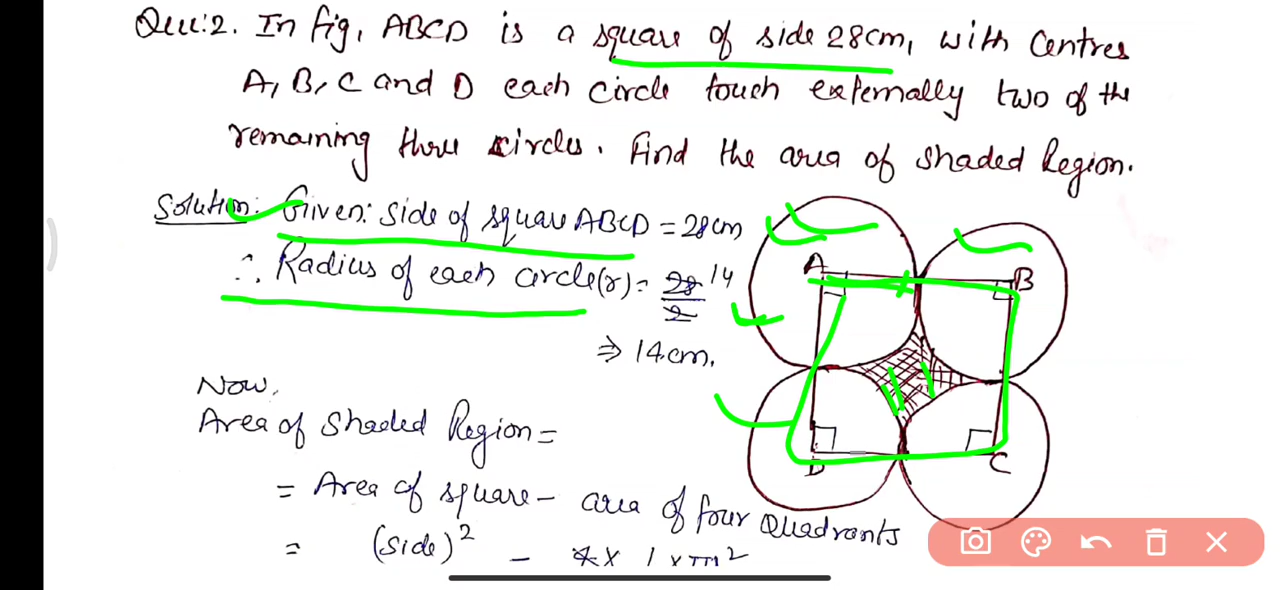 Que:2. In fig, ABCD is a square of side 28cm, with Centres
A, B, C and D each circle touch externally two of the
remaining three circles. Find the area of shaded Region.
Solution: Given: Side of square ABCD = 28cm
∴ Radius of each circle(r) = 28/2 14
⇒ 14cm.
A
B
D
C
Now,
Area of Shaded Region =
= Area of square - area of four Quadrants
= (side)² - 4 × 1 × πr²